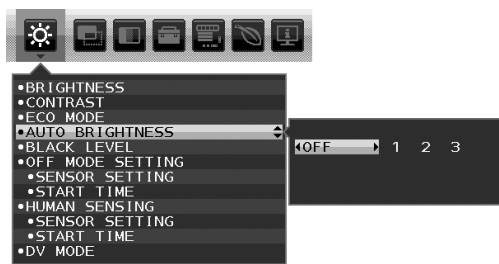 •BRIGHTNESS
•CONTRAST
•ECO MODE
•AUTO BRIGHTNESS
OFF 1 2 3
•BLACK LEVEL
•OFF MODE SETTING
•SENSOR SETTING
•START TIME
•HUMAN SENSING
•SENSOR SETTING
•START TIME
•DV MODE